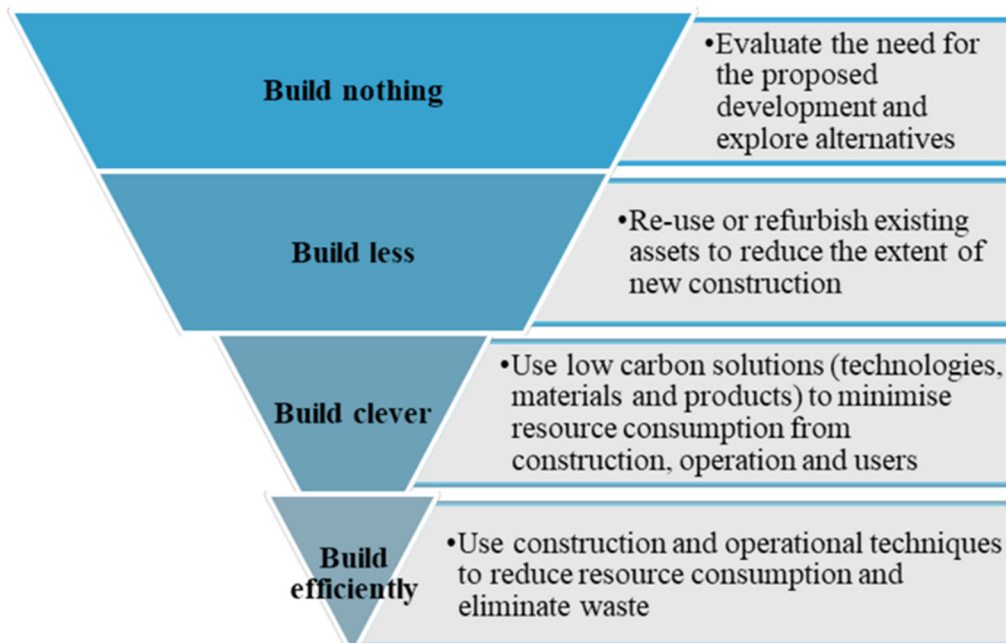 Build nothing
•Evaluate the need for
the proposed
development and
explore alternatives
Build less
•Re-use or refurbish existing
assets to reduce the extent of
new construction
Build clever
•Use low carbon solutions (technologies,
materials and products) to minimise
resource consumption from
construction, operation and users
Build
efficiently
•Use construction and operational techniques
to reduce resource consumption and
eliminate waste